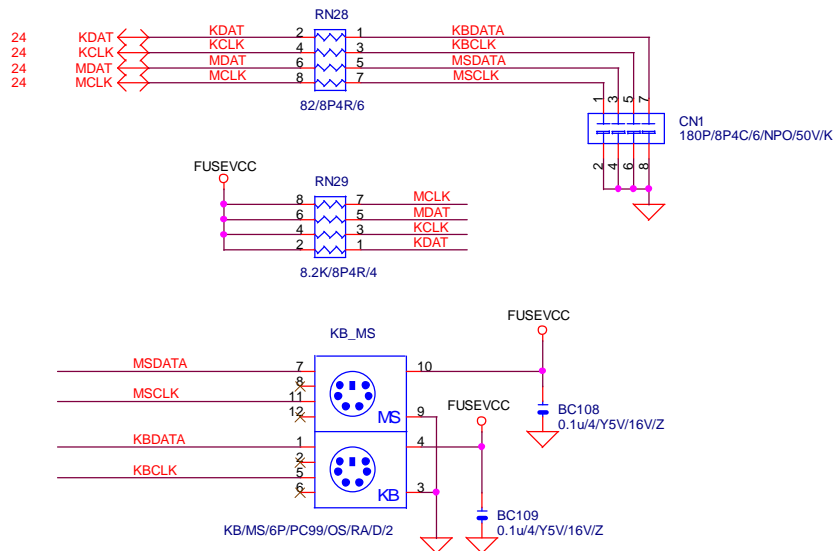 RN28
24 KDAT KDAT 2 1 KBDATA
24 KCLK KCLK 4 3 KBCLK
24 MDAT MDAT 6 5 MSDATA
24 MCLK MCLK 8 7 MSCLK
82/8P4R/6
1 3 5 7
CN1
180P/8P4C/6/NPO/50V/K
2 4 6 8
FUSEVCC
RN29
8 7 MCLK
6 5 MDAT
4 3 KCLK
2 1 KDAT
8.2K/8P4R/4
FUSEVCC
KB_MS
MSDATA 7 10
8
MSCLK 11
12 MS 9
FUSEVCC
BC108
0.1u/4/Y5V/16V/Z
KBDATA 1 4
2
KBCLK 5
6 KB 3
KB/MS/6P/PC99/OS/RA/D/2
BC109
0.1u/4/Y5V/16V/Z